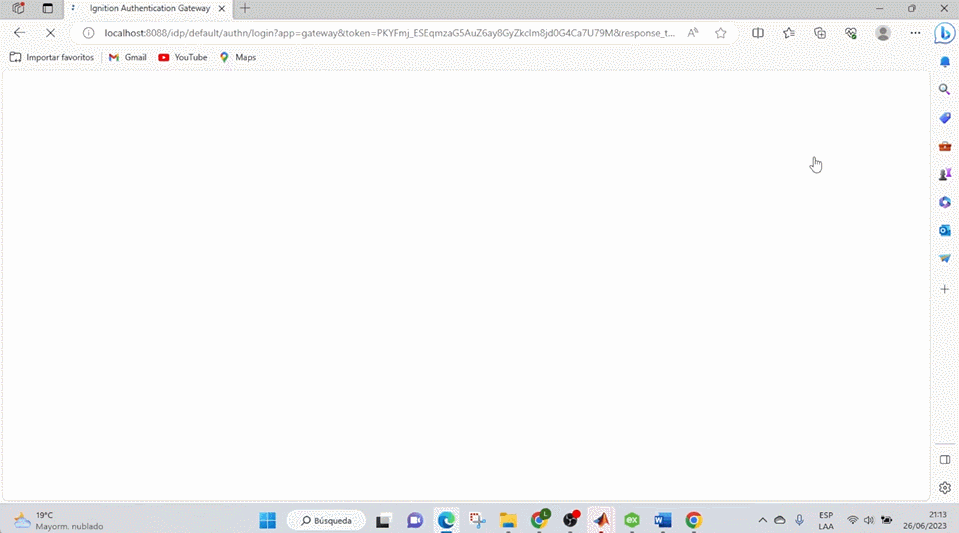 Ignition Authentication Gateway
localhost:8088/idp/default/authn/login?app=gateway&token=PKYFmj_ESEqmzaG5AuZ6ay8GyZkcIm8jd0G4Ca7U79M&response_t...
Importar favoritos Gmail YouTube Maps
19°C
Mayorm. nublado
Búsqueda
ESP
LAA
21:13
26/06/2023